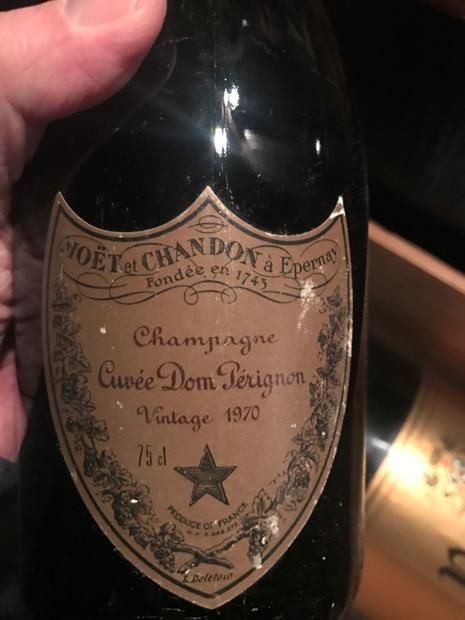 MOËT et CHANDON à Epernay
Fondée en 1743
Champagne
Cuvée Dom Pérignon
Vintage 1970
75 cl
PRODUCE OF FRANCE